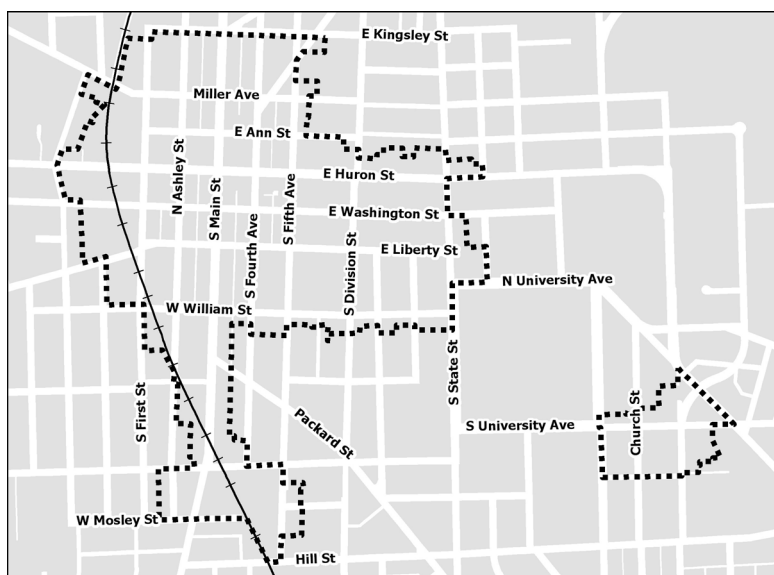 E Kingsley St
Miller Ave
E Ann St
E Huron St
N Ashley St
S Main St
S Fifth Ave
E Washington St
S Fourth Ave
S Division St
E Liberty St
N University Ave
W William St
S First St
S State St
Packard St
Church St
S University Ave
W Mosley St
Hill St